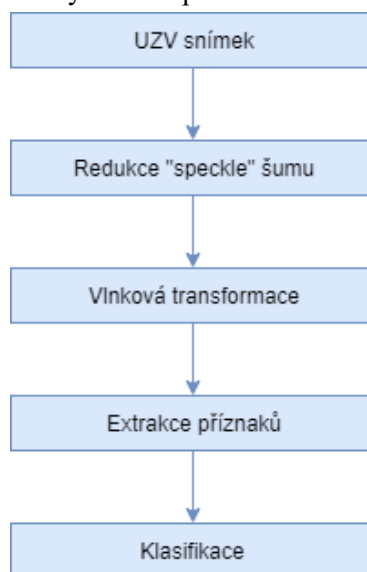 UZV snímek
Redukce "speckle" šumu
Vlnková transformace
Extrakce příznaků
Klasifikace